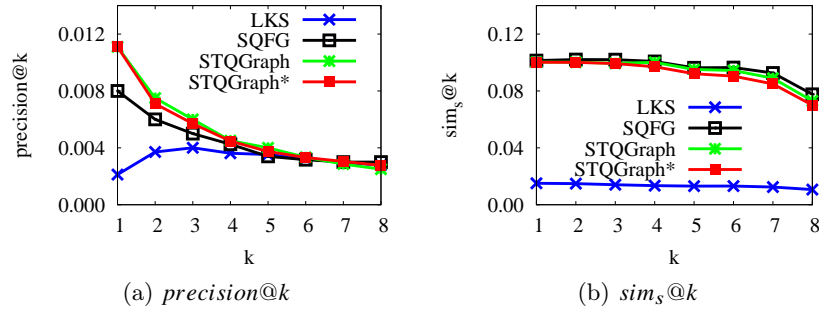 LKS
SQFG
STQGraph
STQGraph*
0.012
0.008
0.004
0.000
precision@k
1 2 3 4 5 6 7 8
k
(a) precision@k
0.12
0.08
0.04
0.00
sim_s@k
LKS
SQFG
STQGraph
STQGraph*
1 2 3 4 5 6 7 8
k
(b) sim_s@k